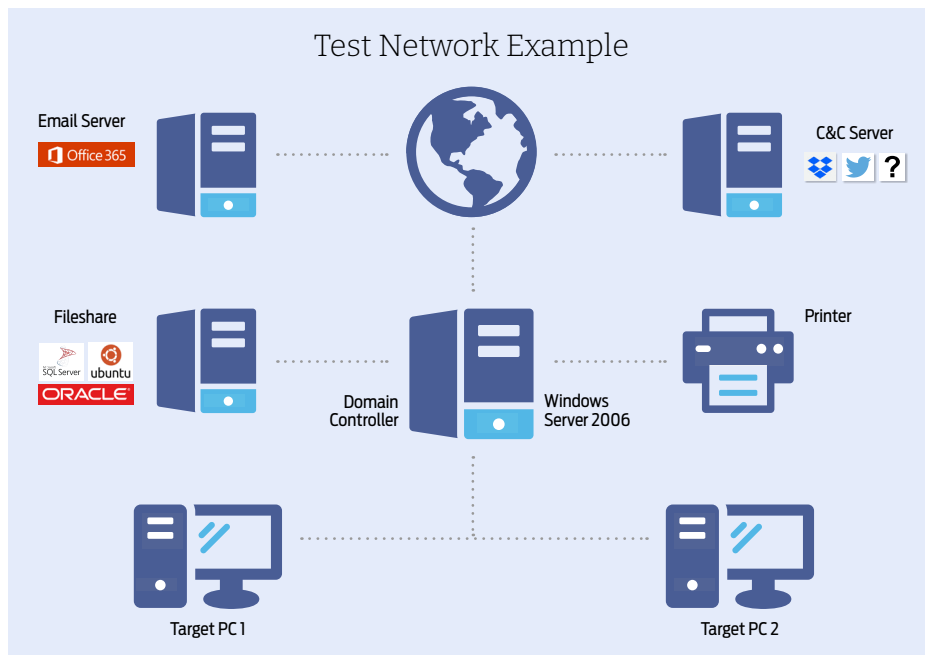 Test Network Example
Email Server
Office 365
C&C Server
?
Fileshare
SQL Server
ubuntu
ORACLE
Printer
Domain
Controller
Windows
Server 2006
Target PC 1
Target PC 2